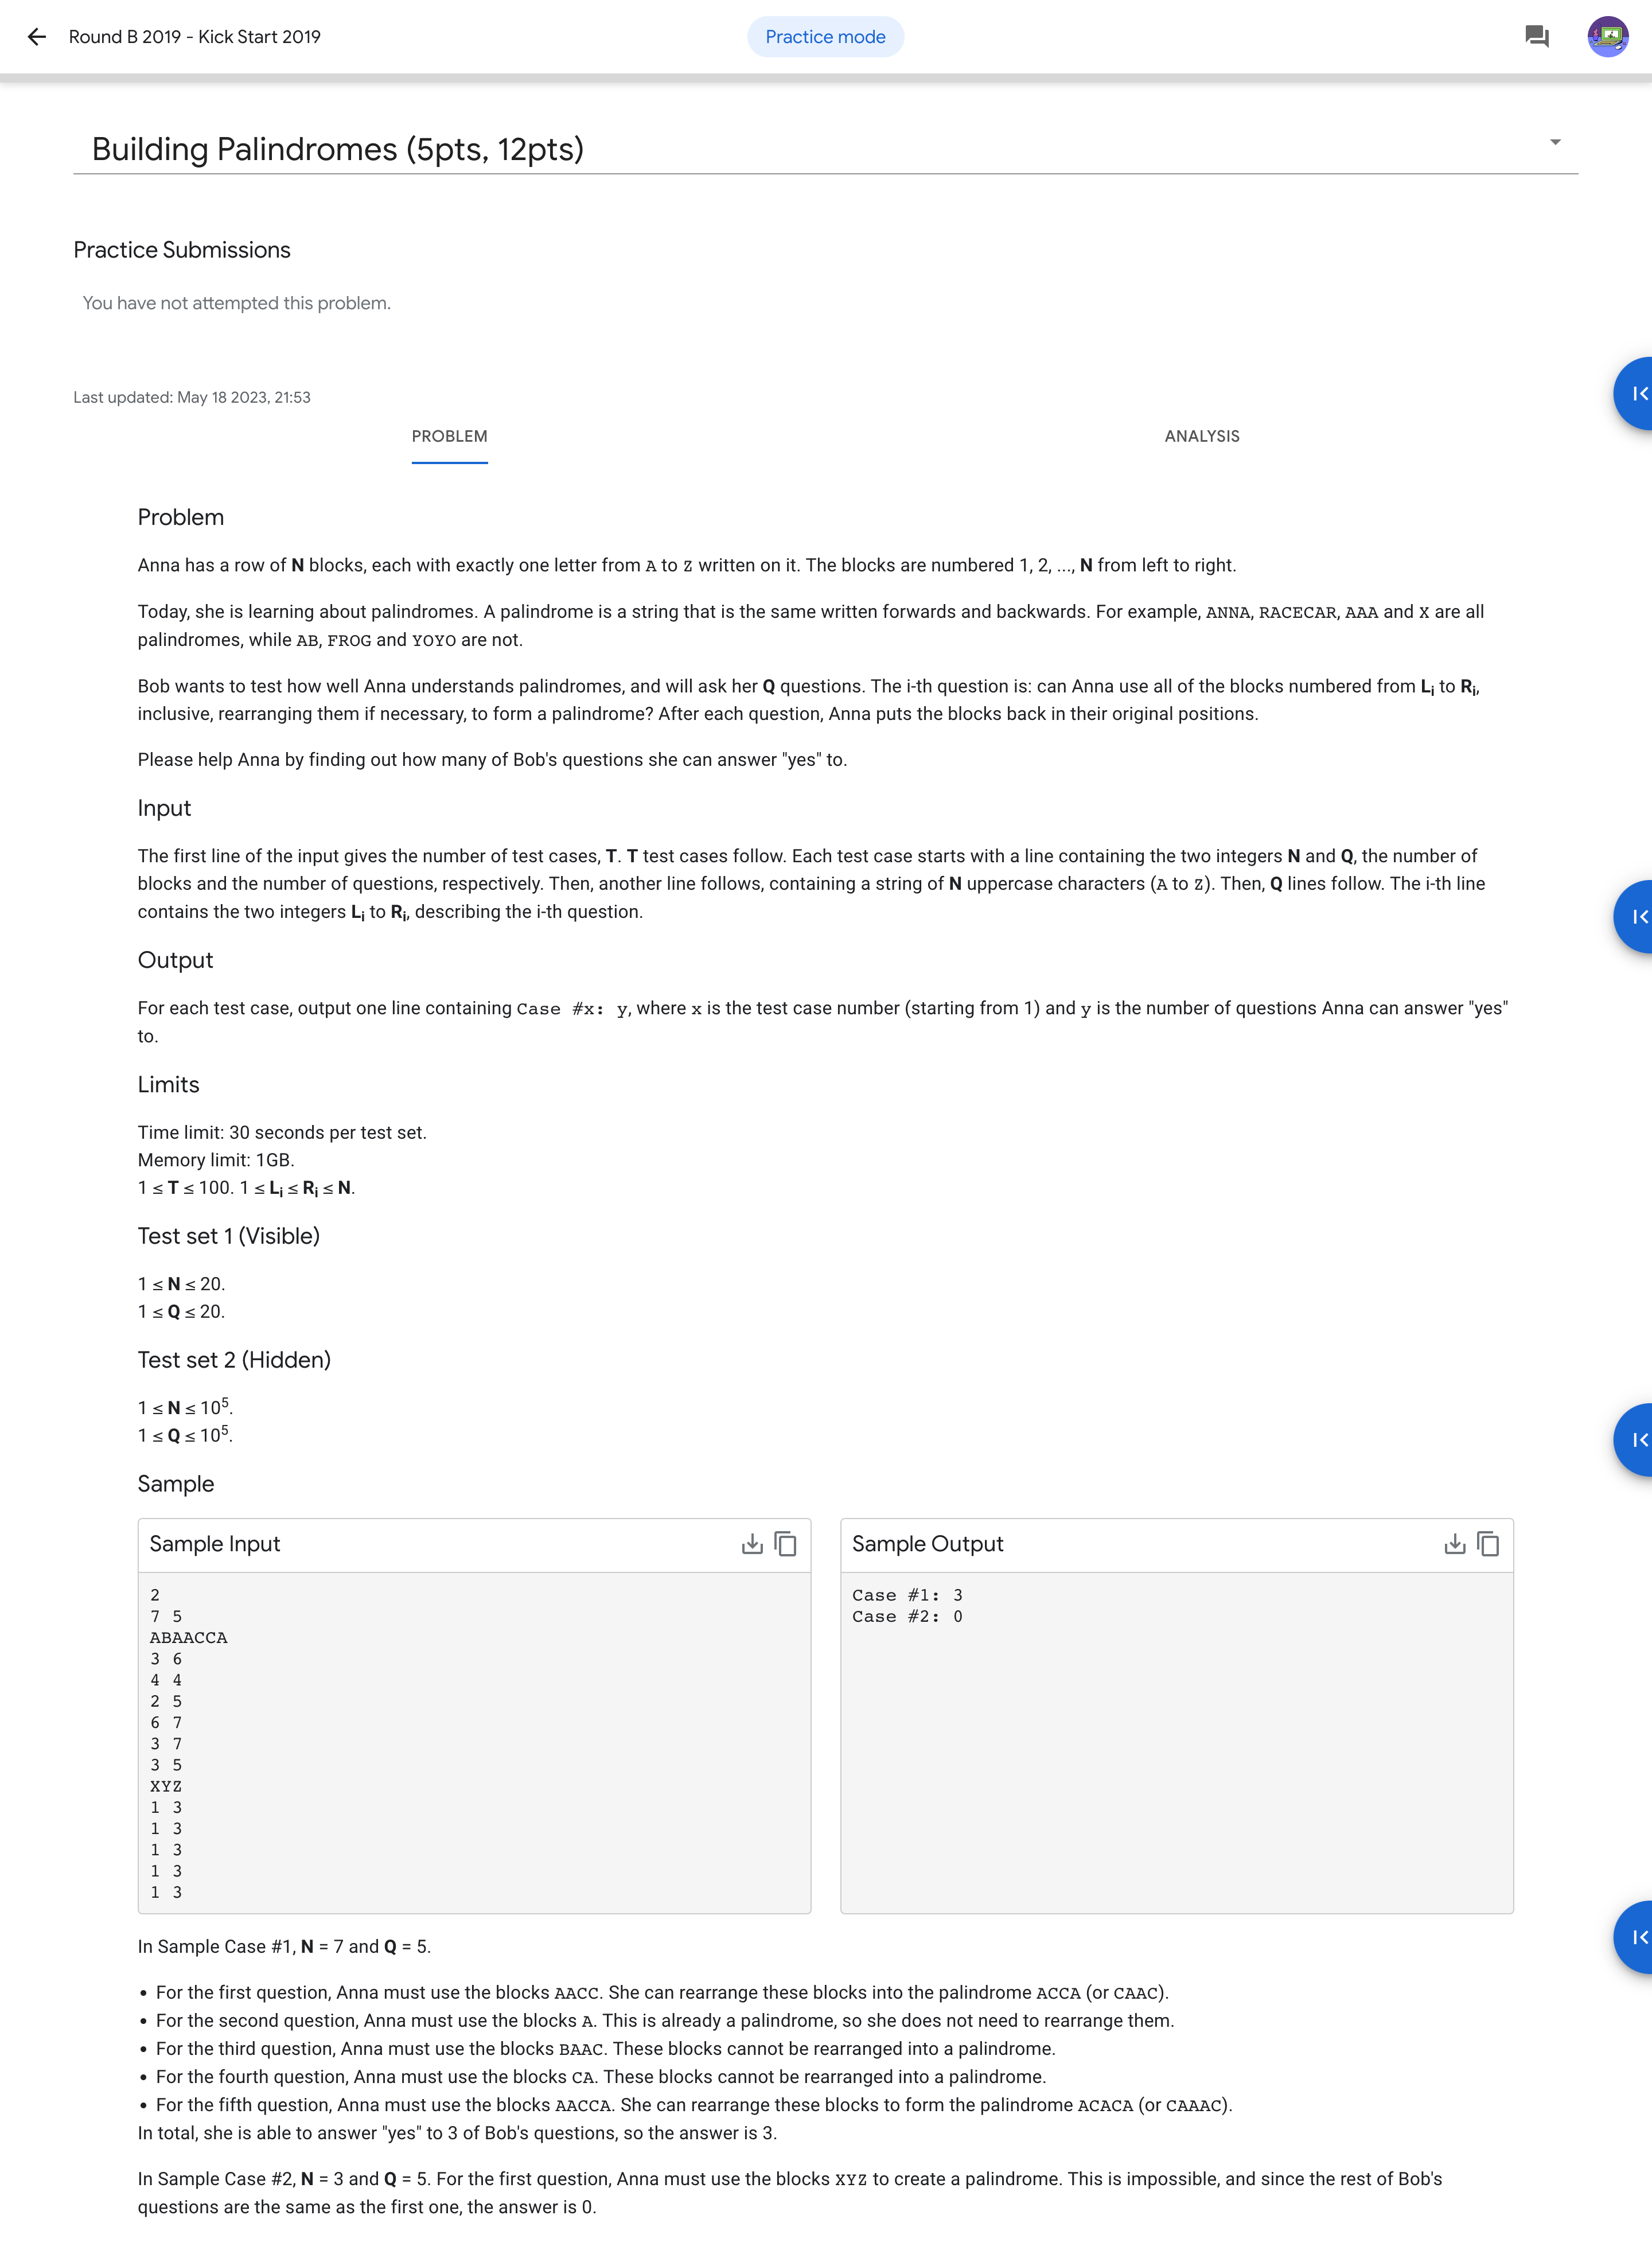 Round B 2019 - Kick Start 2019
Practice mode
Building Palindromes (5pts, 12pts)
Practice Submissions
You have not attempted this problem.
Last updated: May 18 2023, 21:53
PROBLEM
ANALYSIS
Problem
Anna has a row of N blocks, each with exactly one letter from A to Z written on it. The blocks are numbered 1, 2, ..., N from left to right.
Today, she is learning about palindromes. A palindrome is a string that is the same written forwards and backwards. For example, ANNA, RACECAR, AAA and X are all
palindromes, while AB, FROG and YOYO are not.
Bob wants to test how well Anna understands palindromes, and will ask her Q questions. The i-th question is: can Anna use all of the blocks numbered from Li to Ri,
inclusive, rearranging them if necessary, to form a palindrome? After each question, Anna puts the blocks back in their original positions.
Please help Anna by finding out how many of Bob's questions she can answer "yes" to.
Input
The first line of the input gives the number of test cases, T. T test cases follow. Each test case starts with a line containing the two integers N and Q, the number of
blocks and the number of questions, respectively. Then, another line follows, containing a string of N uppercase characters (A to Z). Then, Q lines follow. The i-th line
contains the two integers Li to Ri, describing the i-th question.
Output
For each test case, output one line containing Case #x: y, where x is the test case number (starting from 1) and y is the number of questions Anna can answer "yes"
to.
Limits
Time limit: 30 seconds per test set.
Memory limit: 1GB.
1 ≤ T ≤ 100. 1 ≤ Li ≤ Ri ≤ N.
Test set 1 (Visible)
1 ≤ N ≤ 20.
1 ≤ Q ≤ 20.
Test set 2 (Hidden)
1 ≤ N ≤ 10^5.
1 ≤ Q ≤ 10^5.
Sample
Sample Input
2
7 5
ABAACCA
3 6
4 4
2 5
6 7
3 7
3 5
XYZ
1 3
1 3
1 3
1 3
1 3
Sample Output
Case #1: 3
Case #2: 0
In Sample Case #1, N = 7 and Q = 5.
• For the first question, Anna must use the blocks AACC. She can rearrange these blocks into the palindrome ACCA (or CAAC).
• For the second question, Anna must use the blocks A. This is already a palindrome, so she does not need to rearrange them.
• For the third question, Anna must use the blocks BAAC. These blocks cannot be rearranged into a palindrome.
• For the fourth question, Anna must use the blocks CA. These blocks cannot be rearranged into a palindrome.
• For the fifth question, Anna must use the blocks AACCA. She can rearrange these blocks to form the palindrome ACACA (or CAAAC).
In total, she is able to answer "yes" to 3 of Bob's questions, so the answer is 3.
In Sample Case #2, N = 3 and Q = 5. For the first question, Anna must use the blocks XYZ to create a palindrome. This is impossible, and since the rest of Bob's
questions are the same as the first one, the answer is 0.